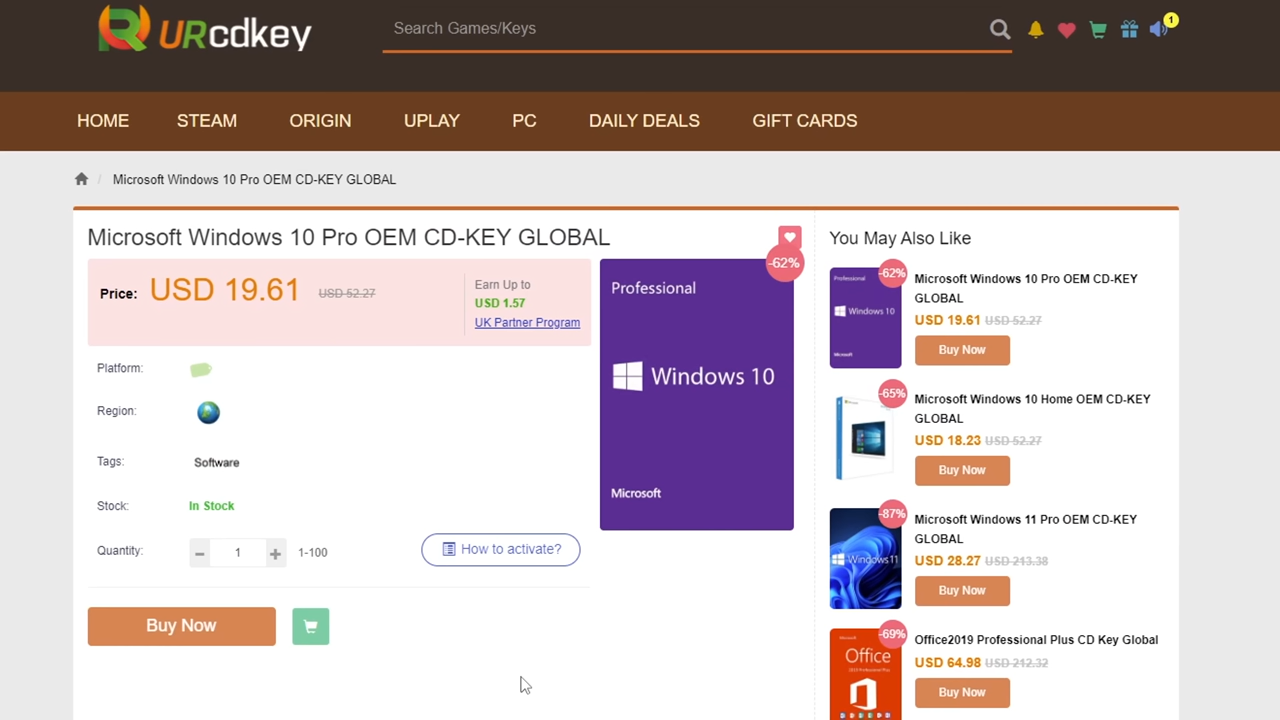 URcdkey
Search Games/Keys
1
HOME STEAM ORIGIN UPLAY PC DAILY DEALS GIFT CARDS
/ Microsoft Windows 10 Pro OEM CD-KEY GLOBAL
Microsoft Windows 10 Pro OEM CD-KEY GLOBAL
-62%
Price: USD 19.61 USD 52.27
Earn Up to
USD 1.57
UK Partner Program
Platform:
Region:
Tags: Software
Stock: In Stock
Quantity: − 1 + 1-100
How to activate?
Buy Now
Professional
Windows 10
Microsoft
You May Also Like
Professional
Windows 10
Microsoft
-62%
Microsoft Windows 10 Pro OEM CD-KEY
GLOBAL
USD 19.61 USD 52.27
Buy Now
-65%
Microsoft Windows 10 Home OEM CD-KEY
GLOBAL
USD 18.23 USD 52.27
Buy Now
-87%
Windows 11
Microsoft Windows 11 Pro OEM CD-KEY
GLOBAL
USD 28.27 USD 213.38
Buy Now
-69%
Office
Office2019 Professional Plus CD Key Global
USD 64.98 USD 212.32
Buy Now